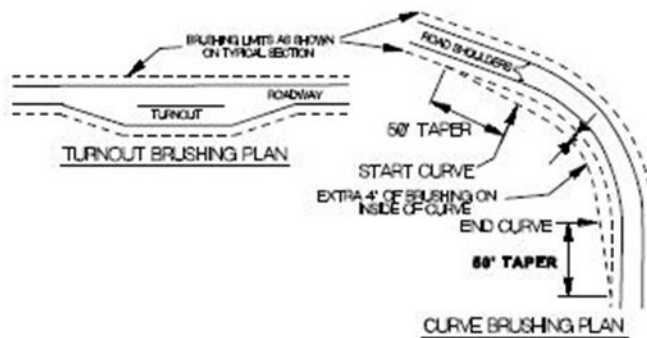 BRUSHING LIMITS AS SHOWN
ON TYPICAL SECTION
ROAD SHOULDERS
ROADWAY
TURNOUT
TURNOUT BRUSHING PLAN
50' TAPER
START CURVE
EXTRA 4' OF BRUSHING ON
INSIDE OF CURVE
END CURVE
50' TAPER
CURVE BRUSHING PLAN